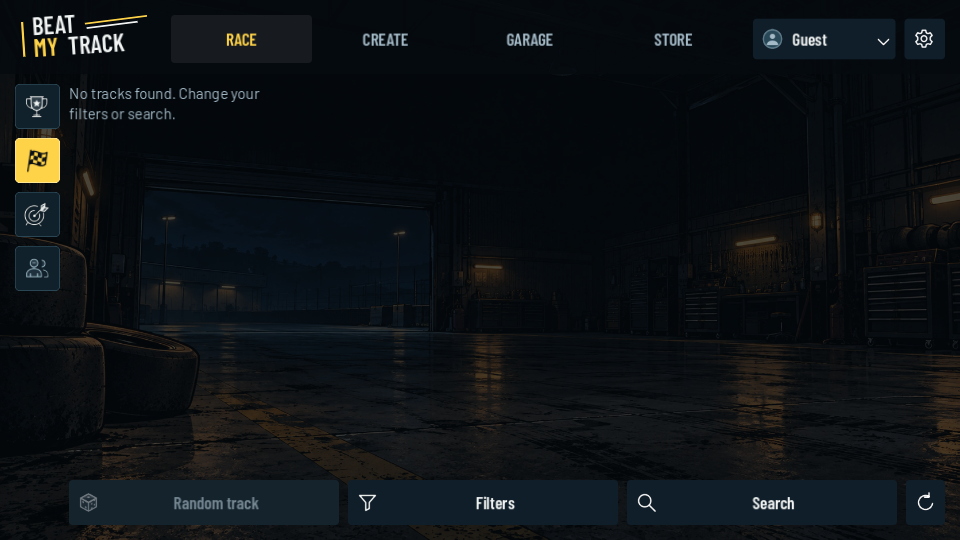 BEAT
MY TRACK
RACE
CREATE
GARAGE
STORE
Guest
No tracks found. Change your
filters or search.
Random track
Filters
Search